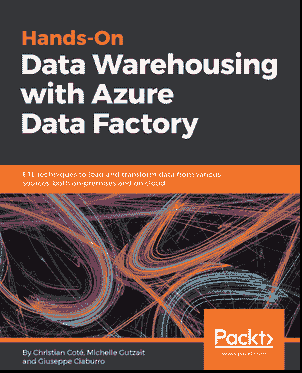 Hands-On
Data Warehousing
with Azure
Data Factory
ETL techniques to load and transform data from various
sources, both on-premises and on cloud
By Christian Coté, Michelle Gutzait
and Giuseppe Ciaburro
Packt>